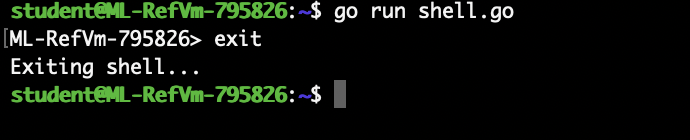 student@ML-RefVm-795826:~$ go run shell.go
[ML-RefVm-795826> exit
Exiting shell...
student@ML-RefVm-795826:~$